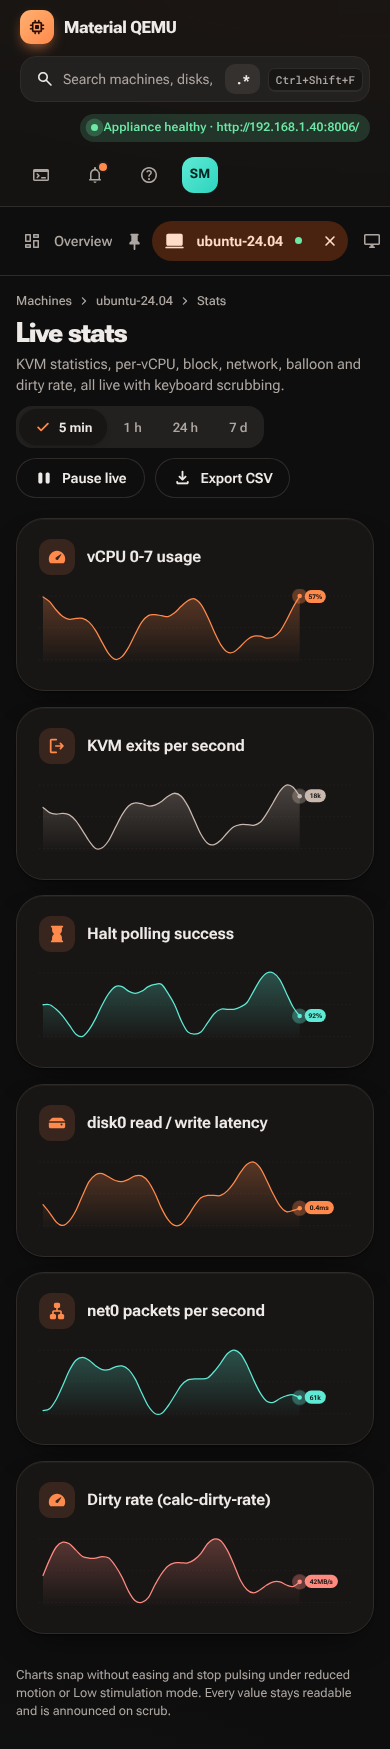 Material QEMU
Search machines, disks,
.*
Ctrl+Shift+F
Appliance healthy · http://192.168.1.40:8006/
SM
Overview
ubuntu-24.04
Machines > ubuntu-24.04 > Stats
Live stats
KVM statistics, per-vCPU, block, network, balloon and
dirty rate, all live with keyboard scrubbing.
5 min
1 h
24 h
7 d
Pause live
Export CSV
vCPU 0-7 usage
57%
KVM exits per second
18k
Halt polling success
92%
disk0 read / write latency
0.4ms
net0 packets per second
61k
Dirty rate (calc-dirty-rate)
42MB/s
Charts snap without easing and stop pulsing under reduced
motion or Low stimulation mode. Every value stays readable
and is announced on scrub.